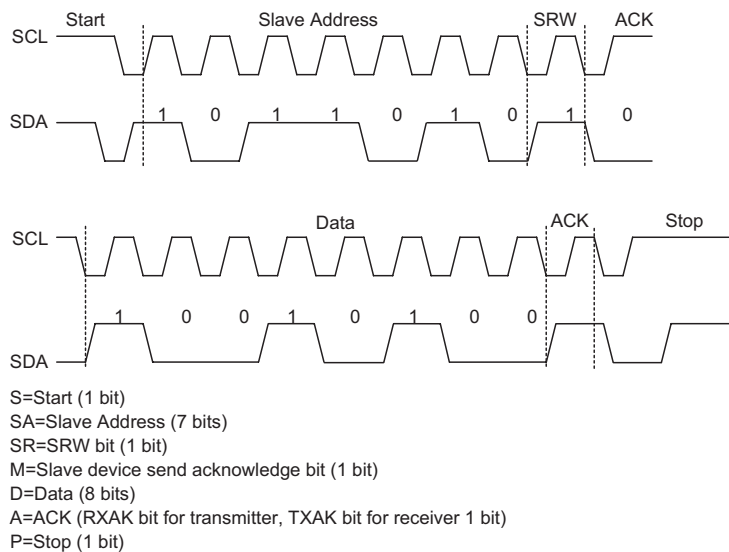 Start Slave Address SRW ACK
SCL
SDA 1 0 1 1 0 1 0 1 0
Data ACK Stop
SCL
1 0 0 1 0 1 0 0
SDA
S=Start (1 bit)
SA=Slave Address (7 bits)
SR=SRW bit (1 bit)
M=Slave device send acknowledge bit (1 bit)
D=Data (8 bits)
A=ACK (RXAK bit for transmitter, TXAK bit for receiver 1 bit)
P=Stop (1 bit)